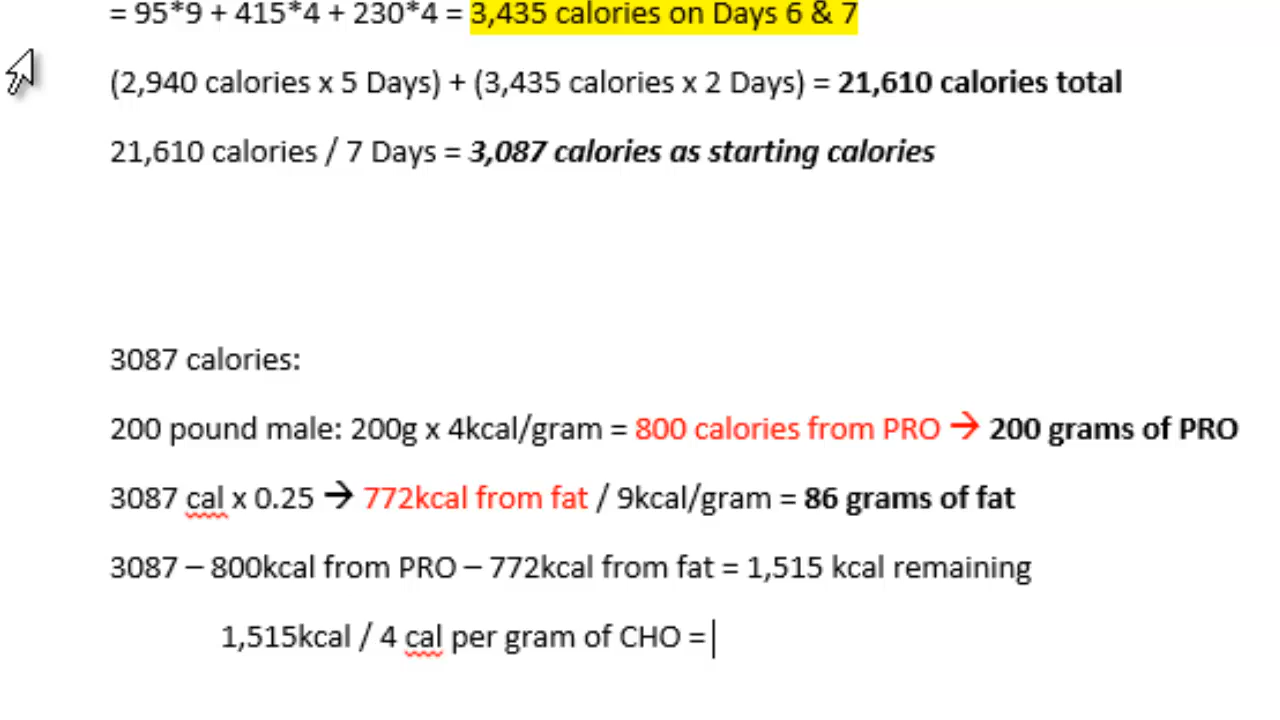 = 95*9 + 415*4 + 230*4 = 3,435 calories on Days 6 & 7
(2,940 calories x 5 Days) + (3,435 calories x 2 Days) = 21,610 calories total
21,610 calories / 7 Days = 3,087 calories as starting calories
3087 calories:
200 pound male: 200g x 4kcal/gram = 800 calories from PRO → 200 grams of PRO
3087 cal x 0.25 → 772kcal from fat / 9kcal/gram = 86 grams of fat
3087 – 800kcal from PRO – 772kcal from fat = 1,515 kcal remaining
1,515kcal / 4 cal per gram of CHO =